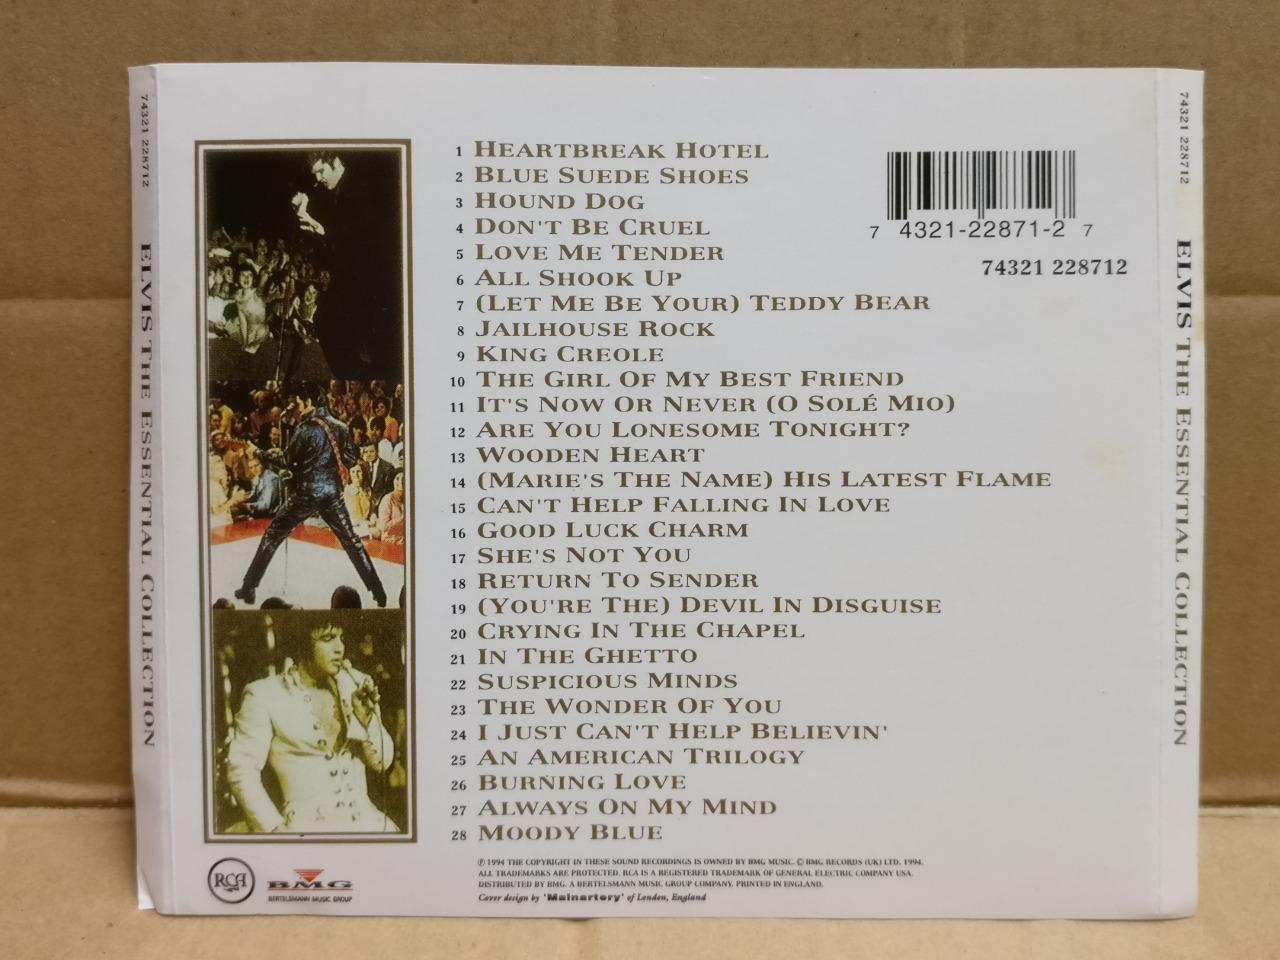 74321 228712
ELVIS THE ESSENTIAL COLLECTION
1 HEARTBREAK HOTEL
2 BLUE SUEDE SHOES
3 HOUND DOG
4 DON'T BE CRUEL
5 LOVE ME TENDER
6 ALL SHOOK UP
7 (LET ME BE YOUR) TEDDY BEAR
8 JAILHOUSE ROCK
9 KING CREOLE
10 THE GIRL OF MY BEST FRIEND
11 IT'S NOW OR NEVER (O SOLÉ MIO)
12 ARE YOU LONESOME TONIGHT?
13 WOODEN HEART
14 (MARIE'S THE NAME) HIS LATEST FLAME
15 CAN'T HELP FALLING IN LOVE
16 GOOD LUCK CHARM
17 SHE'S NOT YOU
18 RETURN TO SENDER
19 (YOU'RE THE) DEVIL IN DISGUISE
20 CRYING IN THE CHAPEL
21 IN THE GHETTO
22 SUSPICIOUS MINDS
23 THE WONDER OF YOU
24 I JUST CAN'T HELP BELIEVIN'
25 AN AMERICAN TRILOGY
26 BURNING LOVE
27 ALWAYS ON MY MIND
28 MOODY BLUE
7 4321-22871-2 7
74321 228712
RCA
BMG
BERTELSMANN MUSIC GROUP
℗ 1994 THE COPYRIGHT IN THESE SOUND RECORDINGS IS OWNED BY BMG MUSIC. © BMG RECORDS (UK) LTD. 1994.
ALL TRADEMARKS ARE PROTECTED. RCA IS A REGISTERED TRADEMARK OF GENERAL ELECTRIC COMPANY USA.
DISTRIBUTED BY BMG. A BERTELSMANN MUSIC GROUP COMPANY. PRINTED IN ENGLAND.
Cover design by 'Mainartery' of London, England
74321 228712
ELVIS THE ESSENTIAL COLLECTION